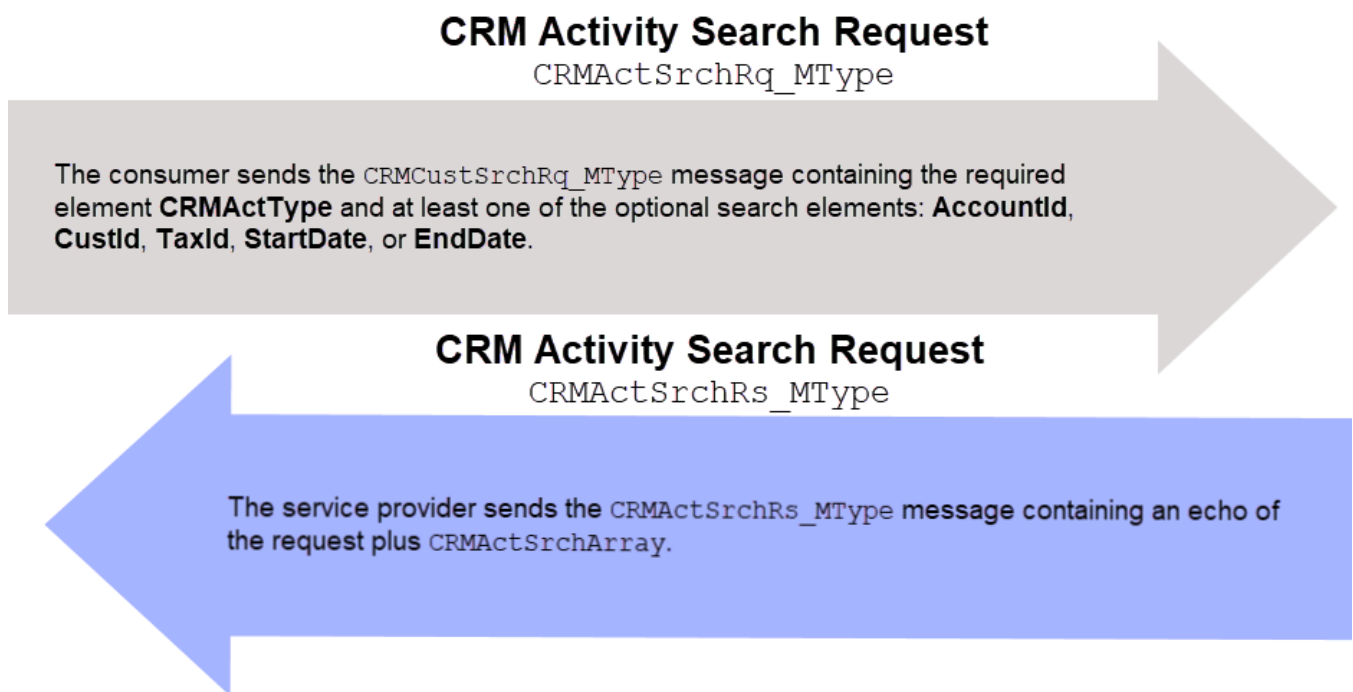 CRM Activity Search Request
CRMActSrchRq_MType
The consumer sends the CRMCustSrchRq_MType message containing the required
element CRMActType and at least one of the optional search elements: AccountId,
CustId, TaxId, StartDate, or EndDate.
CRM Activity Search Request
CRMActSrchRs_MType
The service provider sends the CRMActSrchRs_MType message containing an echo of
the request plus CRMActSrchArray.